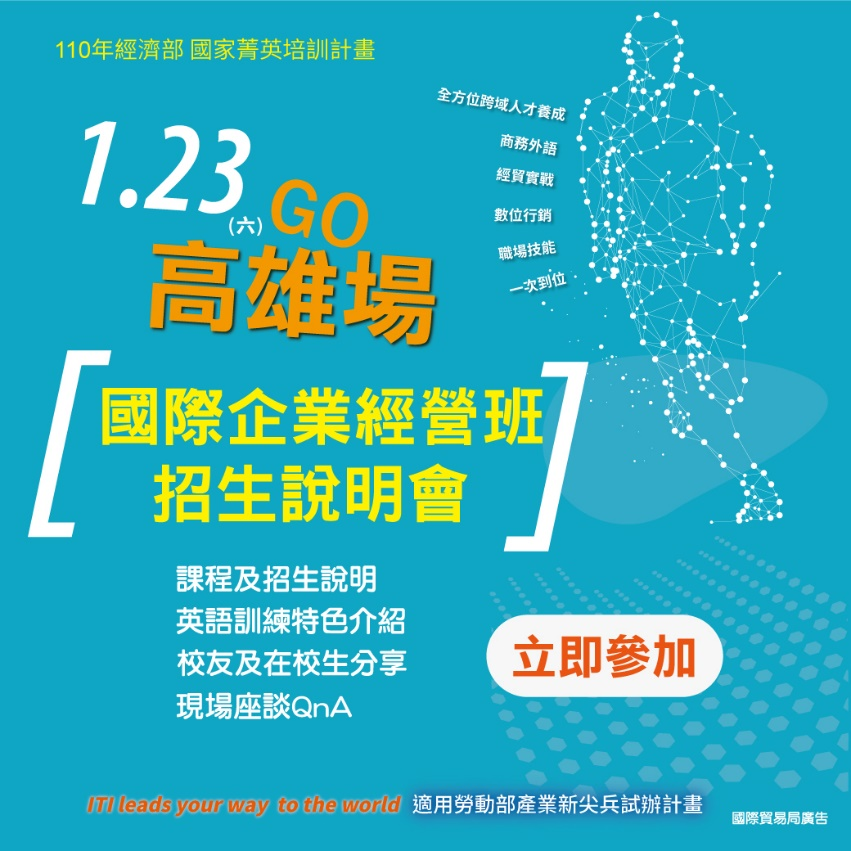 110年經濟部 國家菁英培訓計畫
全方位跨域人才養成
商務外語
經貿實戰
數位行銷
職場技能
一次到位
1.23
(六)
GO
高雄場
國際企業經營班
招生說明會
課程及招生說明
英語訓練特色介紹
校友及在校生分享
現場座談QnA
立即參加
ITI leads your way to the world 適用勞動部產業新尖兵試辦計畫
國際貿易局廣告